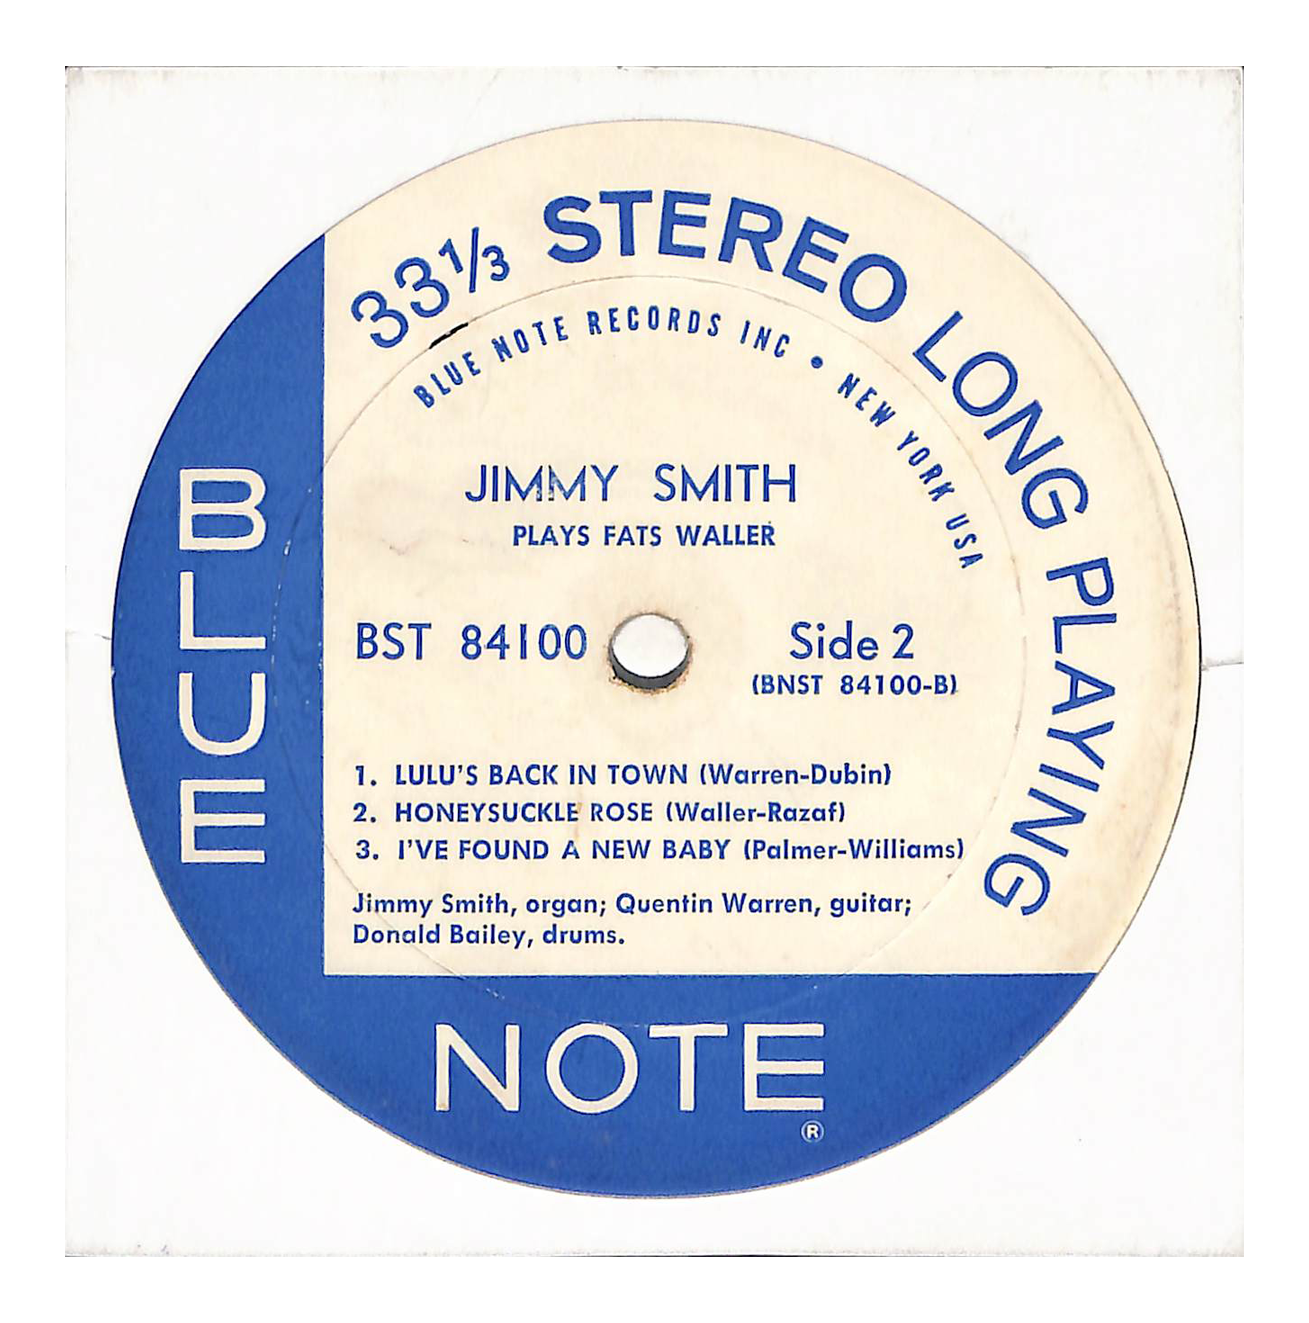 33 1/3 STEREO LONG PLAYING
BLUE NOTE RECORDS INC • NEW YORK USA
JIMMY SMITH
PLAYS FATS WALLER
BST 84100
Side 2
(BNST 84100-B)
1. LULU'S BACK IN TOWN (Warren-Dubin)
2. HONEYSUCKLE ROSE (Waller-Razaf)
3. I'VE FOUND A NEW BABY (Palmer-Williams)
Jimmy Smith, organ; Quentin Warren, guitar;
Donald Bailey, drums.
BLUE
NOTE
®